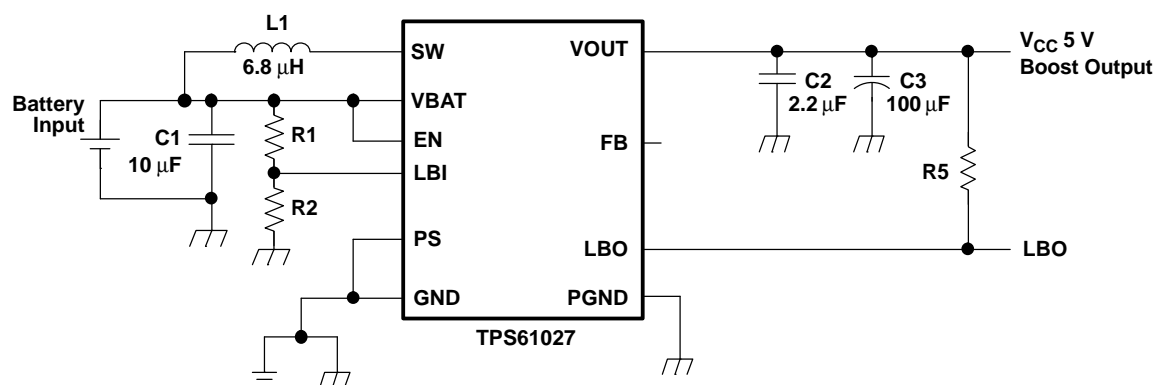 L1
6.8 μH
SW
VOUT
VCC 5 V
Boost Output
C2
2.2 μF
C3
100 μF
Battery
Input
VBAT
C1
10 μF
R1
EN
FB
LBI
R5
R2
PS
LBO
LBO
GND
PGND
TPS61027